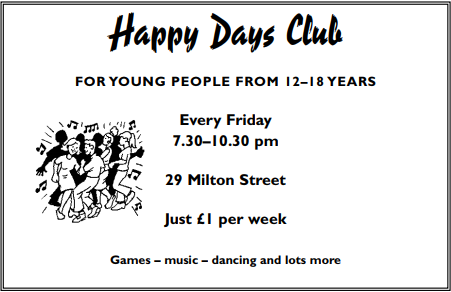 Happy Days Club
FOR YOUNG PEOPLE FROM 12–18 YEARS
Every Friday
7.30–10.30 pm
29 Milton Street
Just £1 per week
Games – music – dancing and lots more